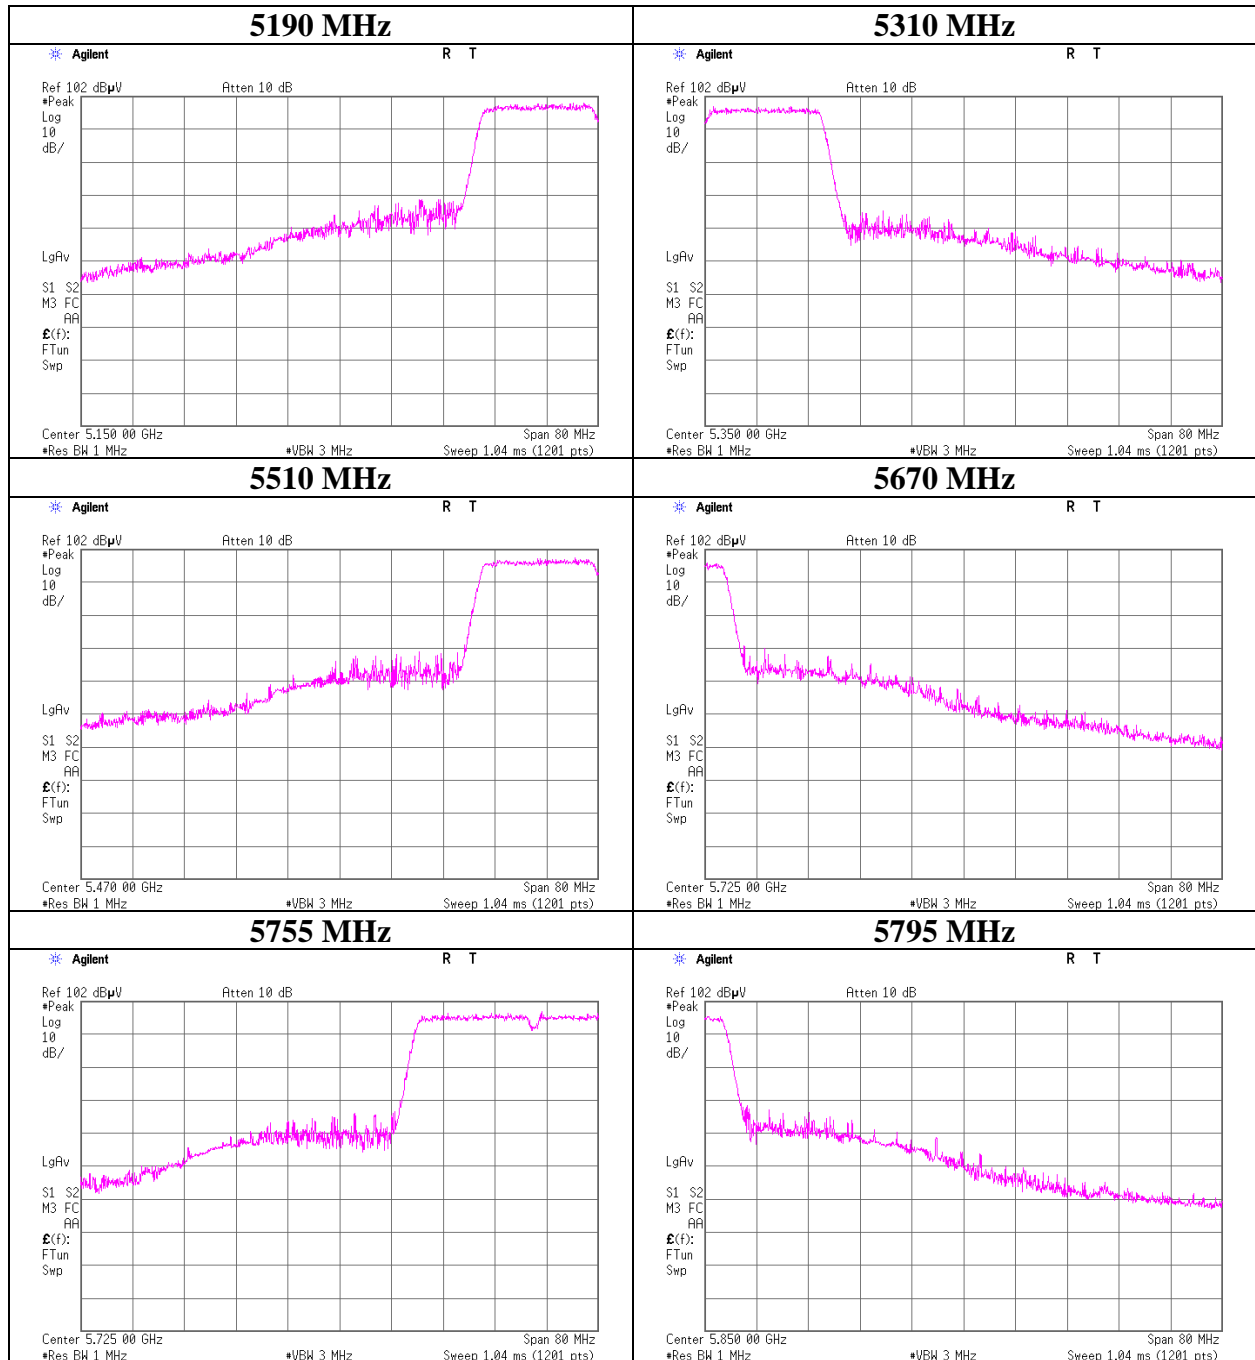 5190 MHz
Agilent R T
Ref 102 dBµV Atten 10 dB
#Peak
Log
10
dB/
LgAv
S1 S2
M3 FC
AA
£(f):
FTun
Swp
Center 5.150 00 GHz Span 80 MHz
#Res BW 1 MHz #VBW 3 MHz Sweep 1.04 ms (1201 pts)
5310 MHz
Agilent R T
Ref 102 dBµV Atten 10 dB
#Peak
Log
10
dB/
LgAv
S1 S2
M3 FC
AA
£(f):
FTun
Swp
Center 5.350 00 GHz Span 80 MHz
#Res BW 1 MHz #VBW 3 MHz Sweep 1.04 ms (1201 pts)
5510 MHz
Agilent R T
Ref 102 dBµV Atten 10 dB
#Peak
Log
10
dB/
LgAv
S1 S2
M3 FC
AA
£(f):
FTun
Swp
Center 5.470 00 GHz Span 80 MHz
#Res BW 1 MHz #VBW 3 MHz Sweep 1.04 ms (1201 pts)
5670 MHz
Agilent R T
Ref 102 dBµV Atten 10 dB
#Peak
Log
10
dB/
LgAv
S1 S2
M3 FC
AA
£(f):
FTun
Swp
Center 5.725 00 GHz Span 80 MHz
#Res BW 1 MHz #VBW 3 MHz Sweep 1.04 ms (1201 pts)
5755 MHz
Agilent R T
Ref 102 dBµV Atten 10 dB
#Peak
Log
10
dB/
LgAv
S1 S2
M3 FC
AA
£(f):
FTun
Swp
Center 5.725 00 GHz Span 80 MHz
#Res BW 1 MHz #VBW 3 MHz Sweep 1.04 ms (1201 pts)
5795 MHz
Agilent R T
Ref 102 dBµV Atten 10 dB
#Peak
Log
10
dB/
LgAv
S1 S2
M3 FC
AA
£(f):
FTun
Swp
Center 5.850 00 GHz Span 80 MHz
#Res BW 1 MHz #VBW 3 MHz Sweep 1.04 ms (1201 pts)